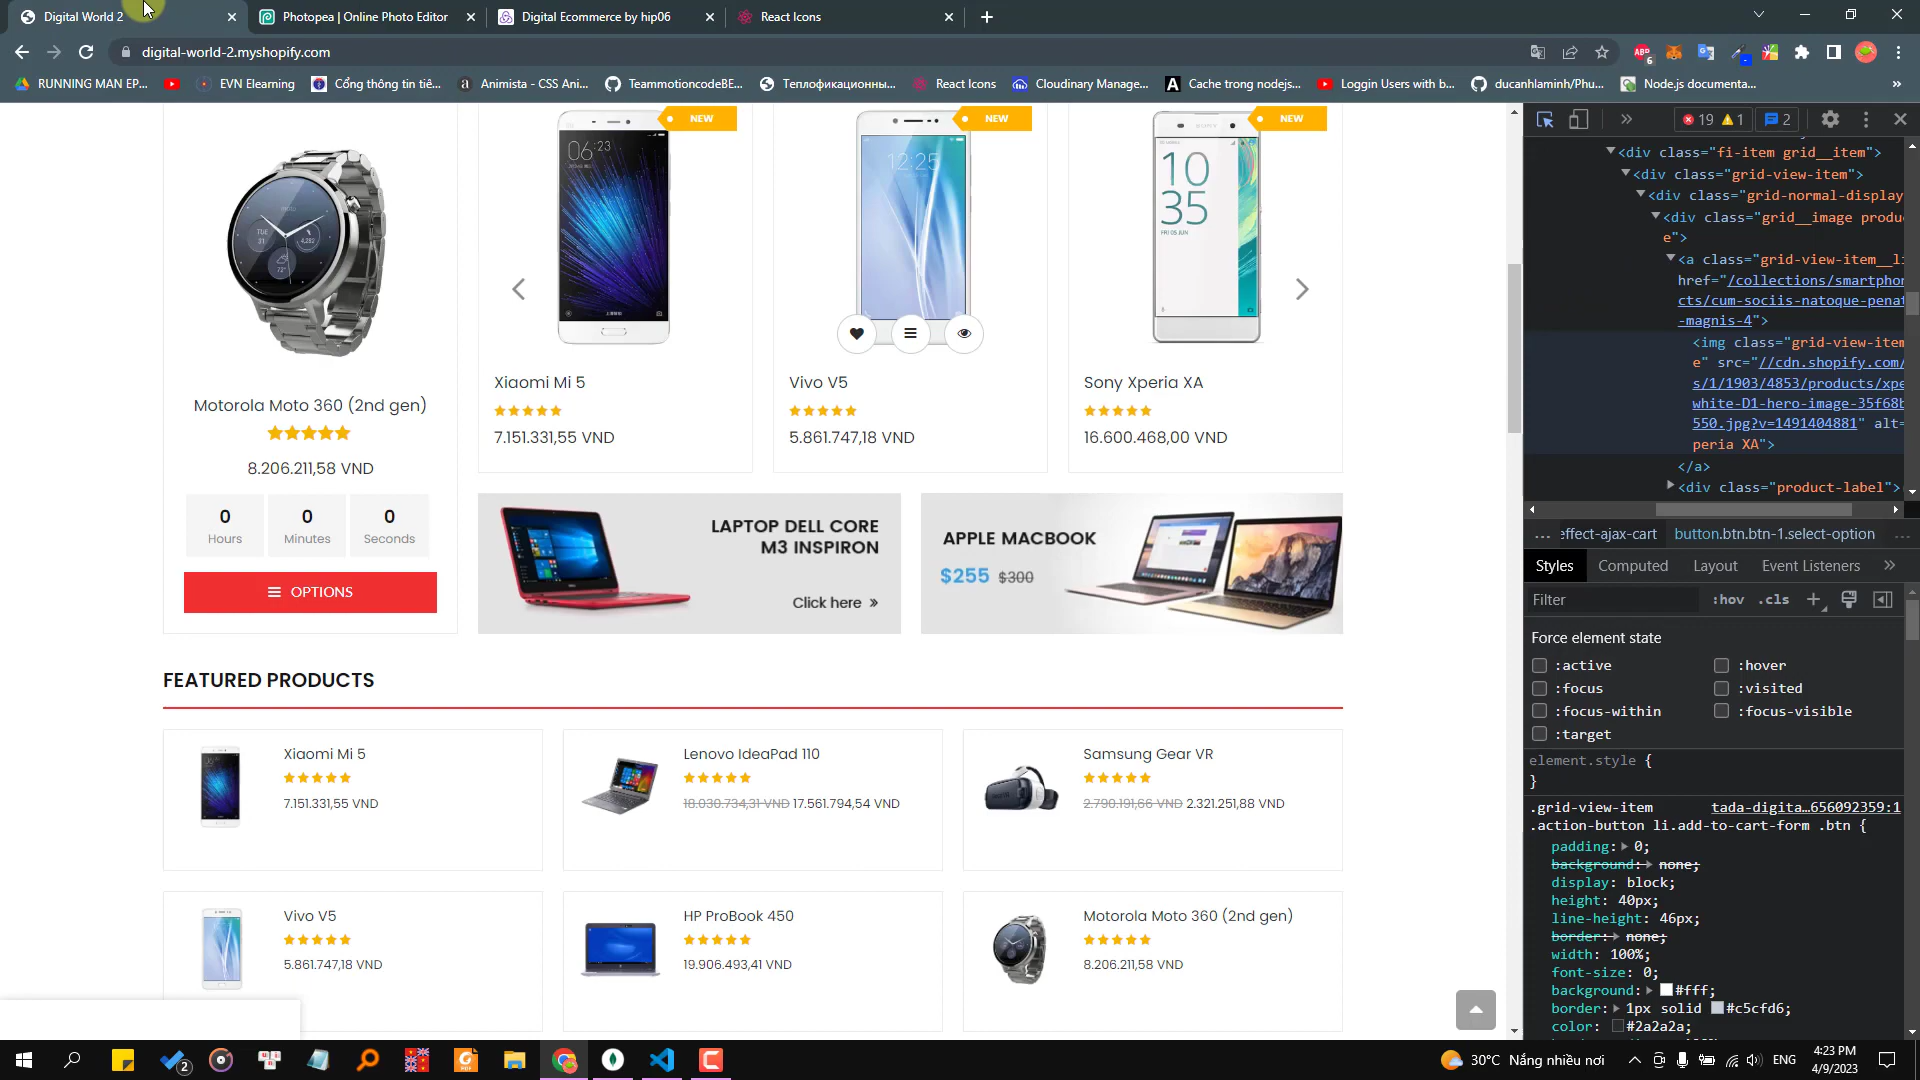 Digital World 2
Photopea | Online Photo Editor
Digital Ecommerce by hip06
React Icons
digital-world-2.myshopify.com
ABP
6
RUNNING MAN EP...
EVN Elearning
Cổng thông tin tiê...
Animista - CSS Ani...
TeammotioncodeBE...
Теплофикационны...
React Icons
Cloudinary Manage...
Cache trong nodejs...
Loggin Users with b...
ducanhlaminh/Phu...
Node.js documenta...
»
NEW
NEW
NEW
Motorola Moto 360 (2nd gen)
8.206.211,58 VND
0
Hours
0
Minutes
0
Seconds
OPTIONS
06:23
Xiaomi Mi 5
7.151.331,55 VND
12:25
Vivo V5
5.861.747,18 VND
SONY
10
35
FRI 05 JUN
Sony Xperia XA
16.600.468,00 VND
LAPTOP DELL CORE
M3 INSPIRON
Click here »
APPLE MACBOOK
$255 $300
FEATURED PRODUCTS
Xiaomi Mi 5
7.151.331,55 VND
Lenovo IdeaPad 110
18.030.734,31 VND 17.561.794,54 VND
Samsung Gear VR
2.790.191,66 VND 2.321.251,88 VND
Vivo V5
5.861.747,18 VND
HP ProBook 450
19.906.493,41 VND
Motorola Moto 360 (2nd gen)
8.206.211,58 VND
» 19 1 2
<div class="fi-item grid__item">
<div class="grid-view-item">
<div class="grid-normal-display
<div class="grid__image produ
e">
<a class="grid-view-item__li
href="/collections/smartphon
cts/cum-sociis-natoque-penat
-magnis-4">
<img class="grid-view-item
e" src="//cdn.shopify.com/
s/1/1903/4853/products/xpe
white-D1-hero-image-35f68b
550.jpg?v=1491404881" alt=
peria XA">
</a>
<div class="product-label">
... effect-ajax-cart button.btn.btn-1.select-option ...
Styles Computed Layout Event Listeners »
Filter :hov .cls +
Force element state
:active :hover
:focus :visited
:focus-within :focus-visible
:target
element.style {
}
.grid-view-item tada-digita…656092359:1
.action-button li.add-to-cart-form .btn {
padding: 0;
background: none;
display: block;
height: 40px;
line-height: 46px;
border: none;
width: 100%;
font-size: 0;
background: #fff;
border: 1px solid #c5cfd6;
color: #2a2a2a;
2
30°C Nắng nhiều nơi
ENG
4:23 PM
4/9/2023